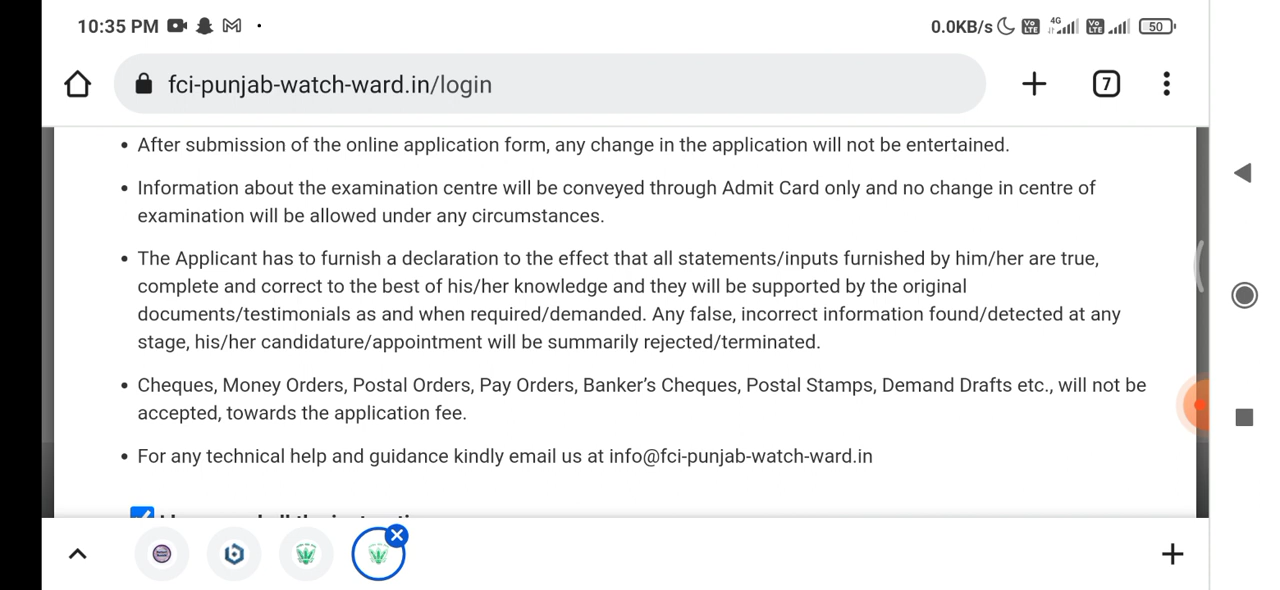 10:35 PM
0.0KB/s Vo LTE 4G Vo LTE 50
fci-punjab-watch-ward.in/login
7
• After submission of the online application form, any change in the application will not be entertained.
• Information about the examination centre will be conveyed through Admit Card only and no change in centre of
examination will be allowed under any circumstances.
• The Applicant has to furnish a declaration to the effect that all statements/inputs furnished by him/her are true,
complete and correct to the best of his/her knowledge and they will be supported by the original
documents/testimonials as and when required/demanded. Any false, incorrect information found/detected at any
stage, his/her candidature/appointment will be summarily rejected/terminated.
• Cheques, Money Orders, Postal Orders, Pay Orders, Banker's Cheques, Postal Stamps, Demand Drafts etc., will not be
accepted, towards the application fee.
• For any technical help and guidance kindly email us at info@fci-punjab-watch-ward.in